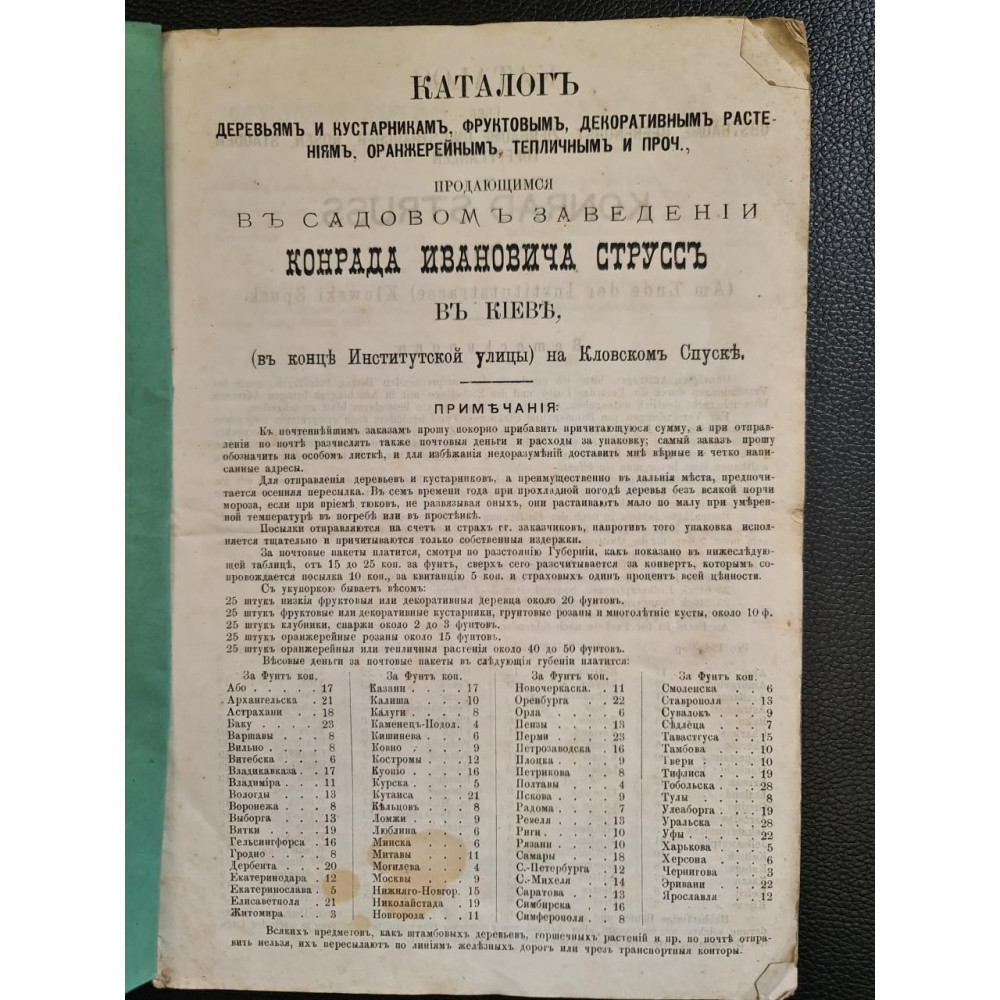 КАТАЛОГЪ
ДЕРЕВЬЯМЪ И КУСТАРНИКАМЪ, ФРУКТОВЫМЪ, ДЕКОРАТИВНЫМЪ РАСТЕ-
НІЯМЪ, ОРАНЖЕРЕЙНЫМЪ, ТЕПЛИЧНЫМЪ И ПРОЧ.,
ПРОДАЮЩИМСЯ
ВЪ САДОВОМЪ ЗАВЕДЕНІИ
КОНРАДА ИВАНОВИЧА СТРУССЪ
ВЪ КІЕВѢ,
(въ концѣ Институтской улицы) на Кловскомъ Спускѣ.
ПРИМѢЧАНІЯ:
Къ почтеннѣйшимъ заказамъ прошу покорно прибавить причитающуюся сумму, а при отправ-
леніи по почтѣ разчислять также почтовыя деньги и расходы за упаковку; самый заказъ прошу
обозначить на особомъ листкѣ, и для избѣжанія недоразумѣній доставить мнѣ вѣрные и четко напи-
санные адресы.
Для отправленія деревьевъ и кустарниковъ, а преимущественно въ дальнія мѣста, предпочи-
тается осенняя пересылка. Въ семъ времени года при прохладной погодѣ деревья безъ всякой порчи
мороза, если при пріемѣ тюковъ, не развязывая оныхъ, они растаиваютъ мало по малу при умѣрен-
ной температурѣ въ погребѣ или въ простѣнкѣ.
Посылки отправляются на счетъ и страхъ гг. заказчиковъ, напротивъ того упаковка испол-
няется тщательно и причитываются только собственныя издержки.
За почтовые пакеты платится, смотря по разстоянію Губерніи, какъ показано въ нижеслѣдую-
щей таблицѣ, отъ 15 до 25 коп. за фунтъ, сверхъ сего разсчитывается за конвертъ, которымъ со-
провождается посылка 10 коп., за квитанцію 5 коп. и страховыхъ одинъ процентъ всей цѣнности.
Съ укупоркою бываетъ вѣсомъ:
25 штукъ низкія фруктовыя или декоративныя деревца около 20 фунтовъ.
25 штукъ фруктовые или декоративные кустарники, грунтовые розаны и многолѣтніе кусты, около 10 ф.
25 штукъ клубники, спаржи около 2 до 3 фунтовъ.
25 штукъ оранжерейные розаны около 15 фунтовъ.
25 штукъ оранжерейныя или тепличныя растенія около 40 до 50 фунтовъ.
Вѣсовые деньги за почтовые пакеты въ слѣдующія губеніи платится:
За Фунтъ коп.
Або . . . . . 17
Архангельска . 21
Астрахани . . 18
Баку . . . . 23
Варшавы . . . 8
Вильно . . . 8
Витебска . . . 6
Владикавказа . 17
Владиміра . . 11
Вологды . . . 13
Воронежа . . 8
Выборга . . . 13
Вятки . . . . 19
Гельсингфорса . 16
Гродно . . . . 8
Дербента . . . 20
Екатеринодара . 12
Екатеринослава . 5
Елисаветполя . 21
Житомира . . 3
За Фунтъ коп.
Казани . . . . 17
Калиша . . . . 10
Калуги . . . . 8
Каменецъ-Подол. 4
Кишинева . . . 6
Ковно . . . . 9
Костромы . . . 12
Куопіо . . . . 16
Курска . . . . 5
Кутаиса . . . 21
Кѣльцовъ . . . 8
Ломжи . . . . 9
Люблина . . . 6
Минска . . . . 6
Митавы . . . . 11
Могилева . . . 4
Москвы . . . . 9
Нижняго-Новгор. 15
Николайстада . 19
Новгорода . . . 11
За Фунтъ коп.
Новочеркаска . . 11
Оренбурга . . . 22
Орла . . . . 6
Пензы . . . . 13
Перми . . . . 23
Петрозаводска . 16
Плоцка . . . . 9
Петрикова . . . 8
Полтавы . . . 4
Пскова . . . . 9
Радома . . . . 7
Ревеля . . . . 13
Риги . . . . . 10
Рязани . . . . 10
Самары . . . . 18
С.-Петербурга . 12
С.-Михеля . . . 14
Саратова . . . 13
Симбирска . . . 16
Симферополя . . 8
За Фунтъ коп.
Смоленска . . . 6
Ставрополя . . 13
Сувалокъ . . . 9
Сѣдлеца . . . 7
Тавастгуса . . . 15
Тамбова . . . 10
Твери . . . . 10
Тифлиса . . . . 19
Тобольска . . . 28
Тулы . . . . . 8
Улеаборга . . . 19
Уральска . . . 28
Уфы . . . . . 22
Харькова . . . 5
Херсона . . . . 6
Чернигова . . . 3
Эривани . . . . 22
Ярославля . . . 12
Всякихъ предметовъ, какъ штамбовыхъ деревьевъ, горшечныхъ растеній и пр. по почтѣ отпра-
вить нельзя, ихъ пересылаютъ по линіямъ желѣзныхъ дорогъ или чрезъ транспортныя конторы.